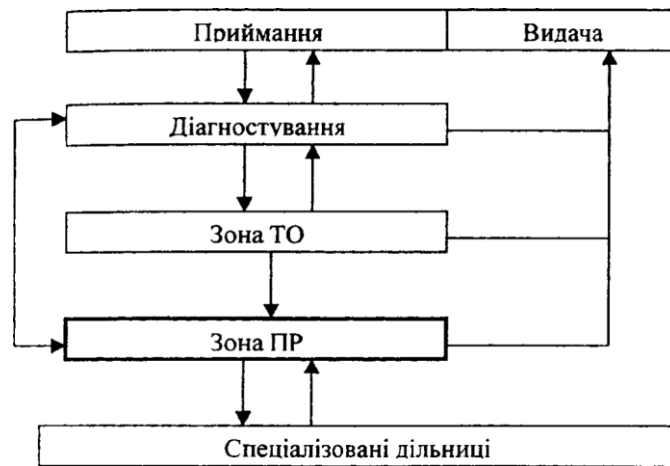 Приймання
Видача
Діагностування
Зона ТО
Зона ПР
Спеціалізовані дільниці